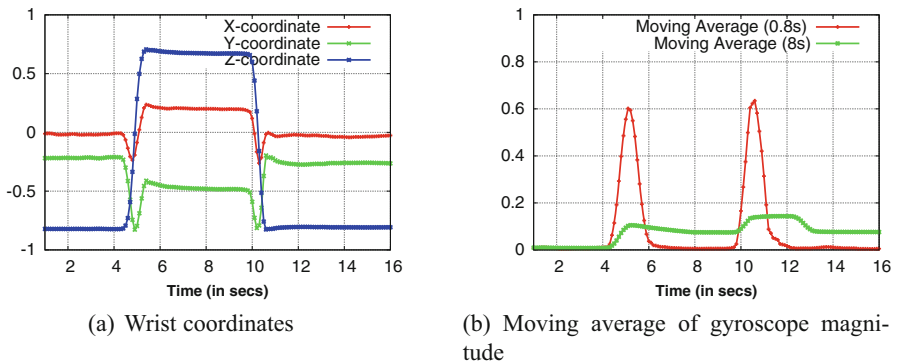 X-coordinate
Y-coordinate
Z-coordinate
1
0.5
0
-0.5
-1
2 4 6 8 10 12 14 16
Time (in secs)
(a) Wrist coordinates
Moving Average (0.8s)
Moving Average (8s)
1
0.8
0.6
0.4
0.2
0
2 4 6 8 10 12 14 16
Time (in secs)
(b) Moving average of gyroscope magni-
tude